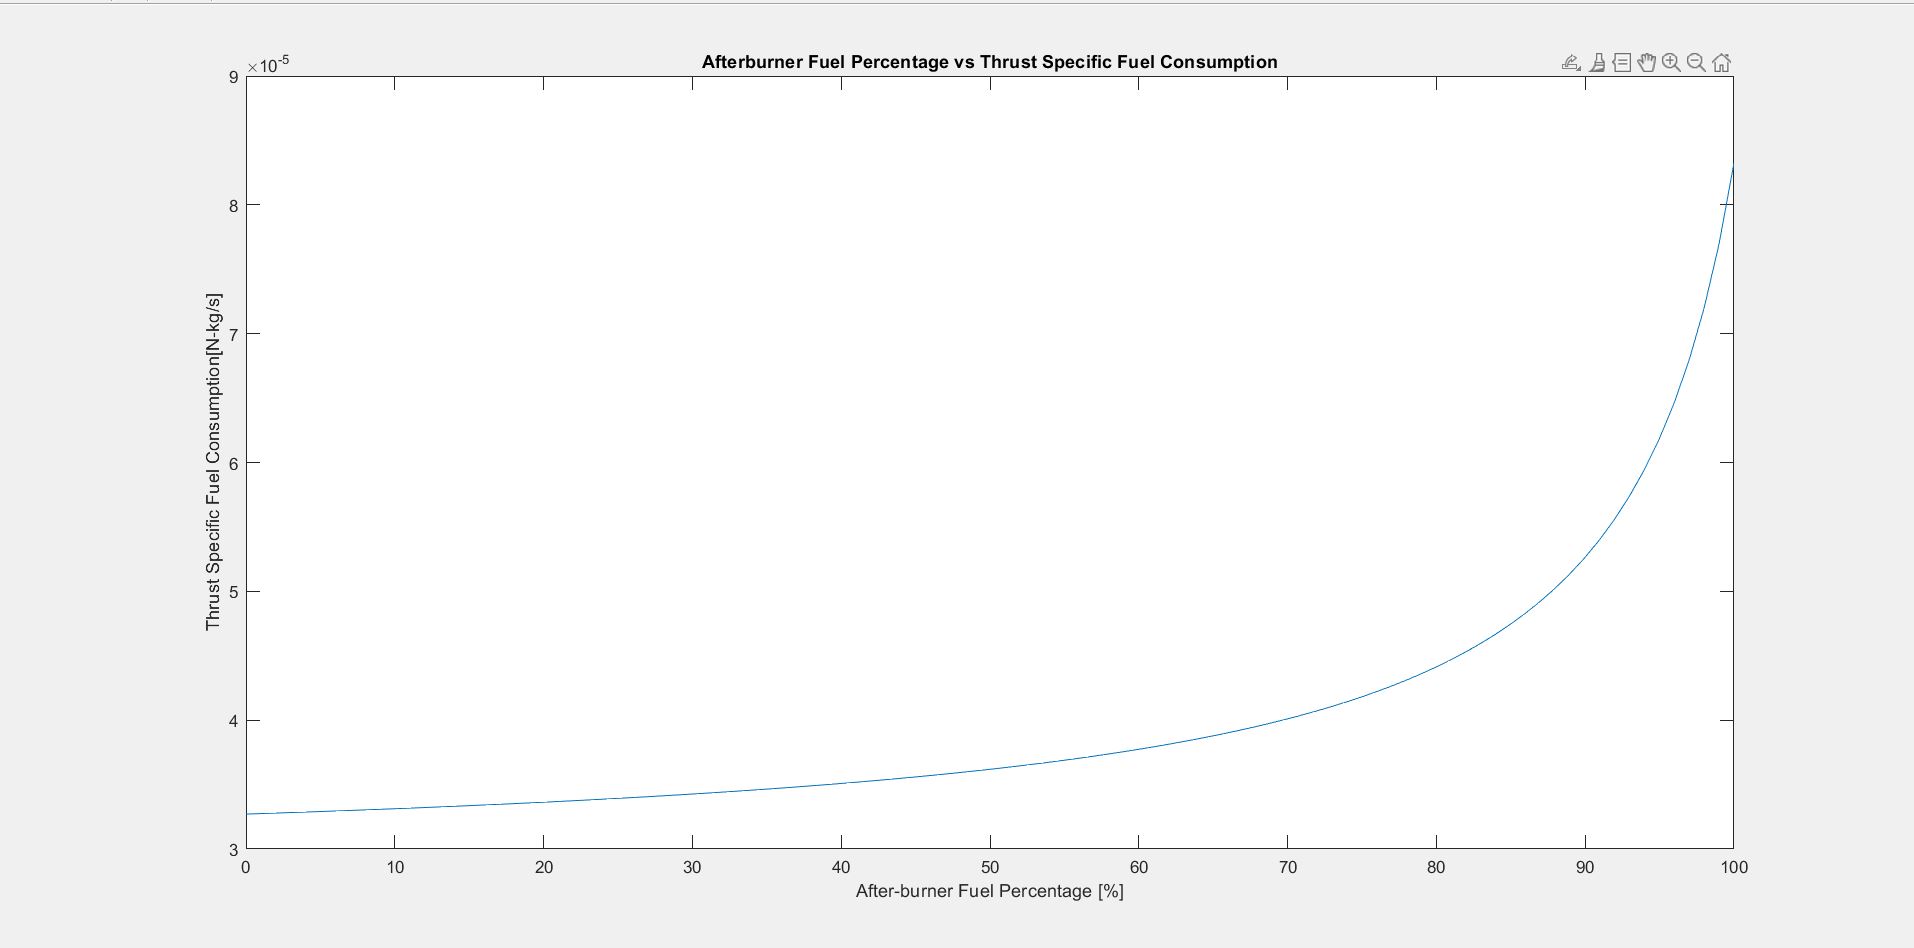 Afterburner Fuel Percentage vs Thrust Specific Fuel Consumption
×10⁻⁵
9
8
7
6
5
4
3
Thrust Specific Fuel Consumption[N-kg/s]
0 10 20 30 40 50 60 70 80 90 100
After-burner Fuel Percentage [%]